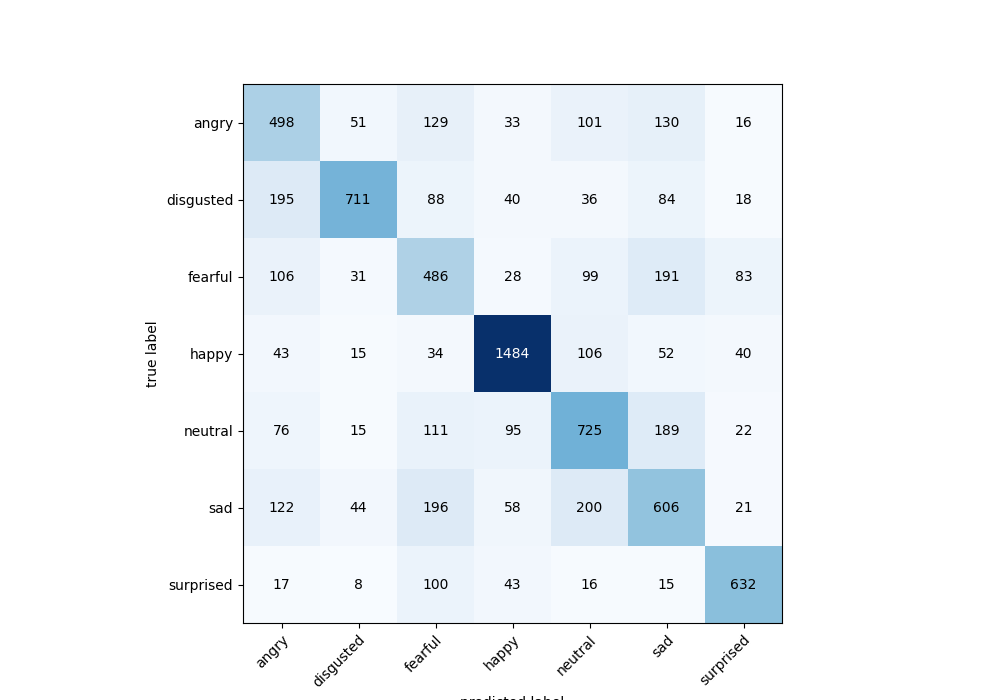 angry 498 51 129 33 101 130 16
disgusted 195 711 88 40 36 84 18
fearful 106 31 486 28 99 191 83
happy 43 15 34 1484 106 52 40
neutral 76 15 111 95 725 189 22
sad 122 44 196 58 200 606 21
surprised 17 8 100 43 16 15 632
true label
angry disgusted fearful happy neutral sad surprised
predicted label